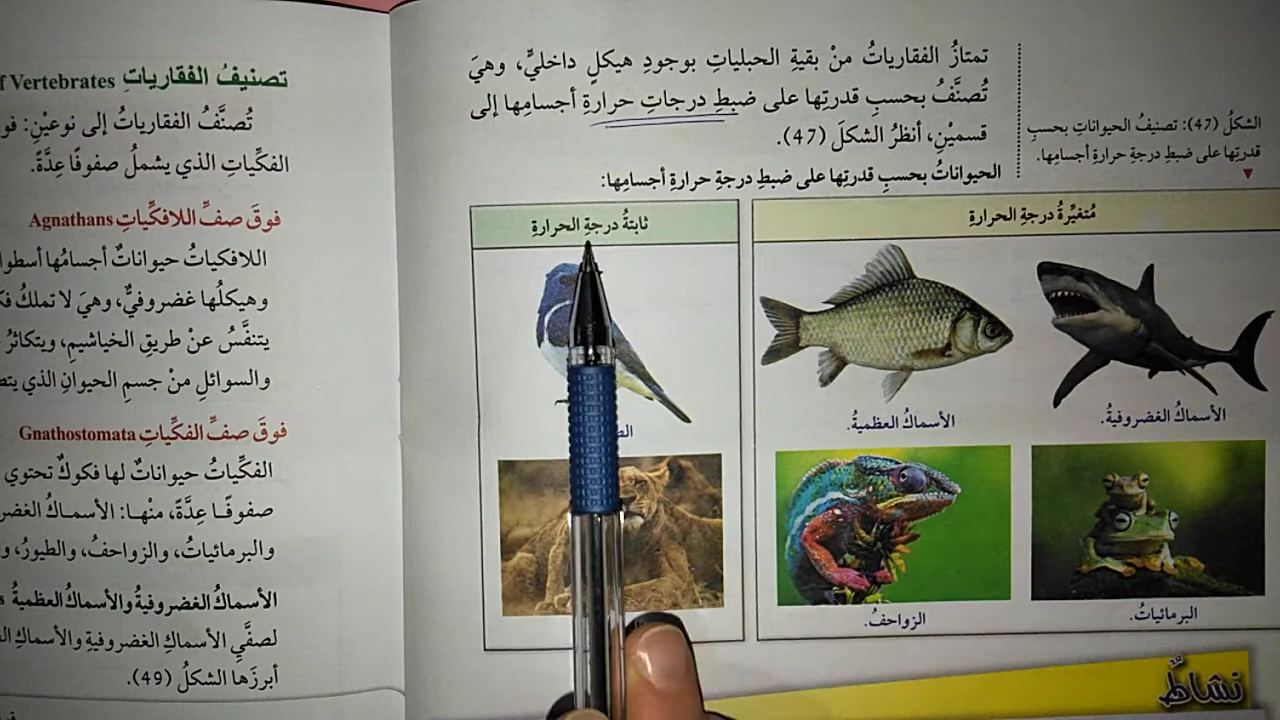 تمتازُ الفقارياتُ منْ بقيةِ الحبلياتِ بوجودِ هيكلٍ داخليٍّ، وهيَ
تُصنَّفُ بحسبِ قدرتِها على ضبطِ درجاتِ حرارةِ أجسامِها إلى
قسميْنِ، أنظرُ الشكلَ (47).
الشكلُ (47): تصنيفُ الحيواناتِ بحسبِ
قدرتِها على ضبطِ درجةِ حرارةِ أجسامِها.
الحيواناتُ بحسبِ قدرتِها على ضبطِ درجةِ حرارةِ أجسامِها:
مُتغيِّرةُ درجةِ الحرارةِ
ثابتةُ درجةِ الحرارةِ
الأسماكُ الغضروفيةُ.
الأسماكُ العظميةُ.
البرمائياتُ.
الزواحفُ.
نشاطٌ
تصنيفُ الفقارياتِ Vertebrates
تُصنَّفُ الفقارياتُ إلى نوعيْنِ:
الفكِّياتِ الذي يشملُ صفوفًا عِدَّةً.
فوقَ صفِّ اللافكِّياتِ Agnathans
اللافكياتُ حيواناتٌ أجسامُها
وهيكلُها غضروفيٌّ، وهيَ لا تملكُ
يتنفَّسُ عنْ طريقِ الخياشيمِ، ويتكاثرُ
والسوائلِ منْ جسمِ الحيوانِ الذي
فوقَ صفِّ الفكِّياتِ Gnathostomata
الفكِّياتُ حيواناتٌ لها فكوكٌ تحتوي
صفوفًا عِدَّةً، منْها: الأسماكُ
والبرمائياتُ، والزواحفُ، والطيورُ،
الأسماكُ الغضروفيةُ والأسماكُ العظميةُ
لصفَّيِ الأسماكِ الغضروفيةِ والأسماكِ
أبرزَها الشكلُ (49).